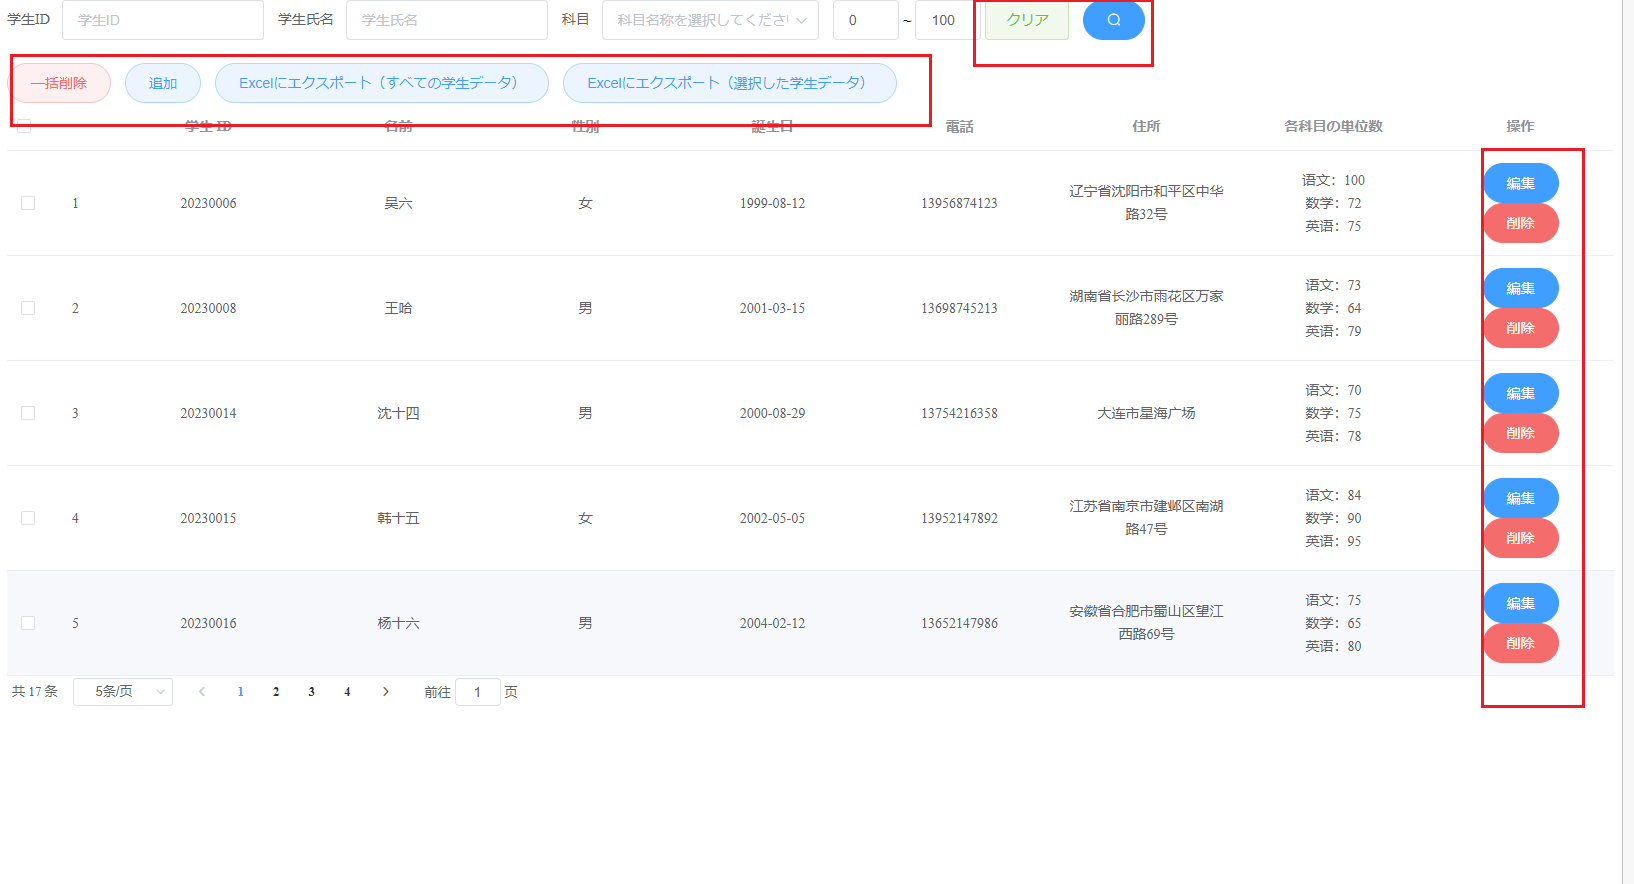 学生ID 学生ID 学生氏名 学生氏名 科目 科目名称を選択してくださ 0 ~ 100 クリア
一括削除 追加 Excelにエクスポート（すべての学生データ） Excelにエクスポート（選択した学生データ）
学生 ID 名前 性別 誕生日 電話 住所 各科目の単位数 操作
1 20230006 吴六 女 1999-08-12 13956874123 辽宁省沈阳市和平区中华
路32号
语文：100
数学：72
英语：75
編集
削除
2 20230008 王哈 男 2001-03-15 13698745213 湖南省长沙市雨花区万家
丽路289号
语文：73
数学：64
英语：79
編集
削除
3 20230014 沈十四 男 2000-08-29 13754216358 大连市星海广场
语文：70
数学：75
英语：78
編集
削除
4 20230015 韩十五 女 2002-05-05 13952147892 江苏省南京市建邺区南湖
路47号
语文：84
数学：90
英语：95
編集
削除
5 20230016 杨十六 男 2004-02-12 13652147986 安徽省合肥市蜀山区望江
西路69号
语文：75
数学：65
英语：80
編集
削除
共 17 条 5条/页 1 2 3 4 前往 1 页